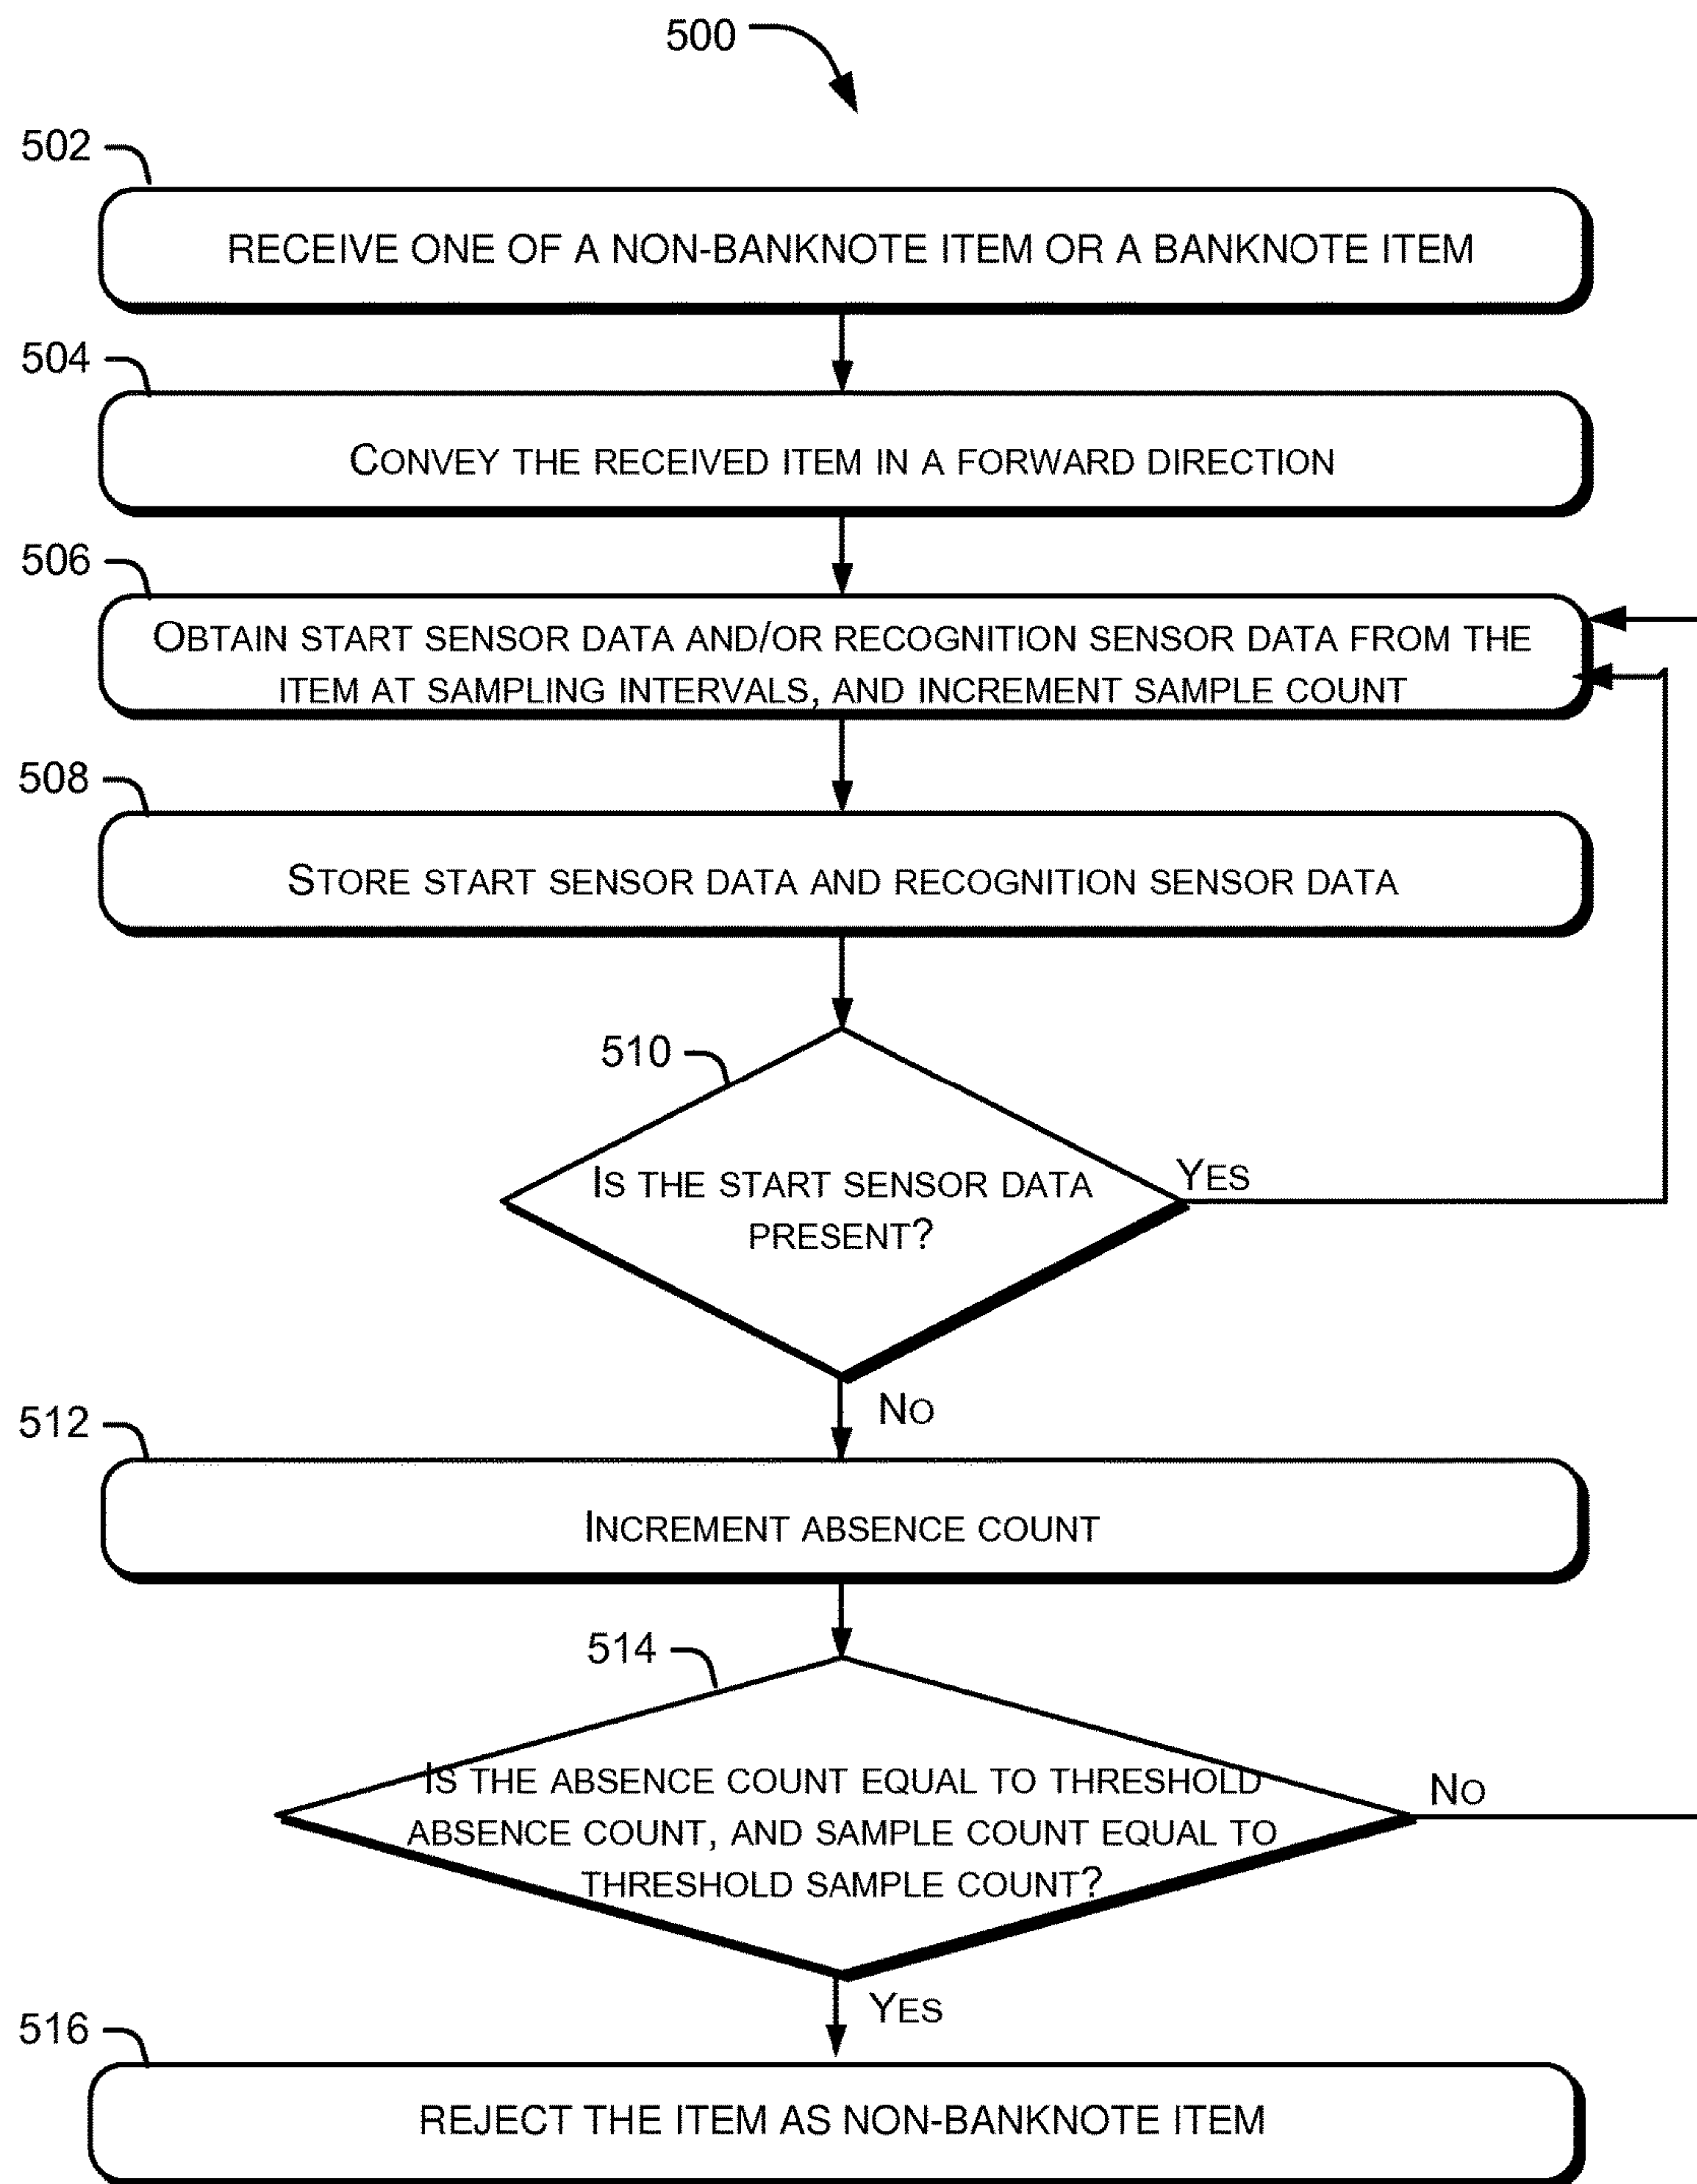 500
502
RECEIVE ONE OF A NON-BANKNOTE ITEM OR A BANKNOTE ITEM
504
CONVEY THE RECEIVED ITEM IN A FORWARD DIRECTION
506
OBTAIN START SENSOR DATA AND/OR RECOGNITION SENSOR DATA FROM THE
ITEM AT SAMPLING INTERVALS, AND INCREMENT SAMPLE COUNT
508
STORE START SENSOR DATA AND RECOGNITION SENSOR DATA
510
IS THE START SENSOR DATA
PRESENT?
YES
NO
512
INCREMENT ABSENCE COUNT
514
IS THE ABSENCE COUNT EQUAL TO THRESHOLD
ABSENCE COUNT, AND SAMPLE COUNT EQUAL TO
THRESHOLD SAMPLE COUNT?
NO
YES
516
REJECT THE ITEM AS NON-BANKNOTE ITEM